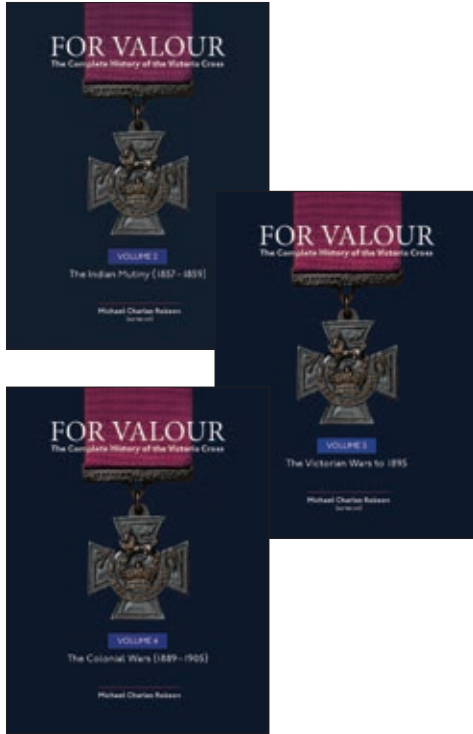 FOR VALOUR
The Complete History of the Victoria Cross
VOLUME 2
The Indian Mutiny (1857–1859)
Michael Charles Robson
FOR VALOUR
The Complete History of the Victoria Cross
VOLUME 3
The Victorian Wars to 1895
Michael Charles Robson
FOR VALOUR
The Complete History of the Victoria Cross
VOLUME 4
The Colonial Wars (1889–1905)
Michael Charles Robson